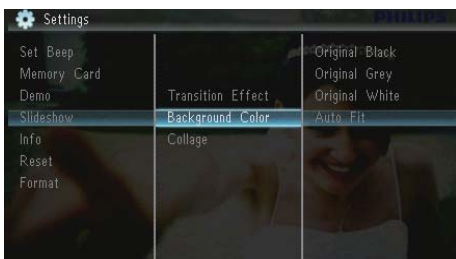 Settings
PHILIPS
Set Beep
Memory Card
Demo
Slideshow
Info
Reset
Format
Transition Effect
Background Color
Collage
Original Black
Original Grey
Original White
Auto Fit